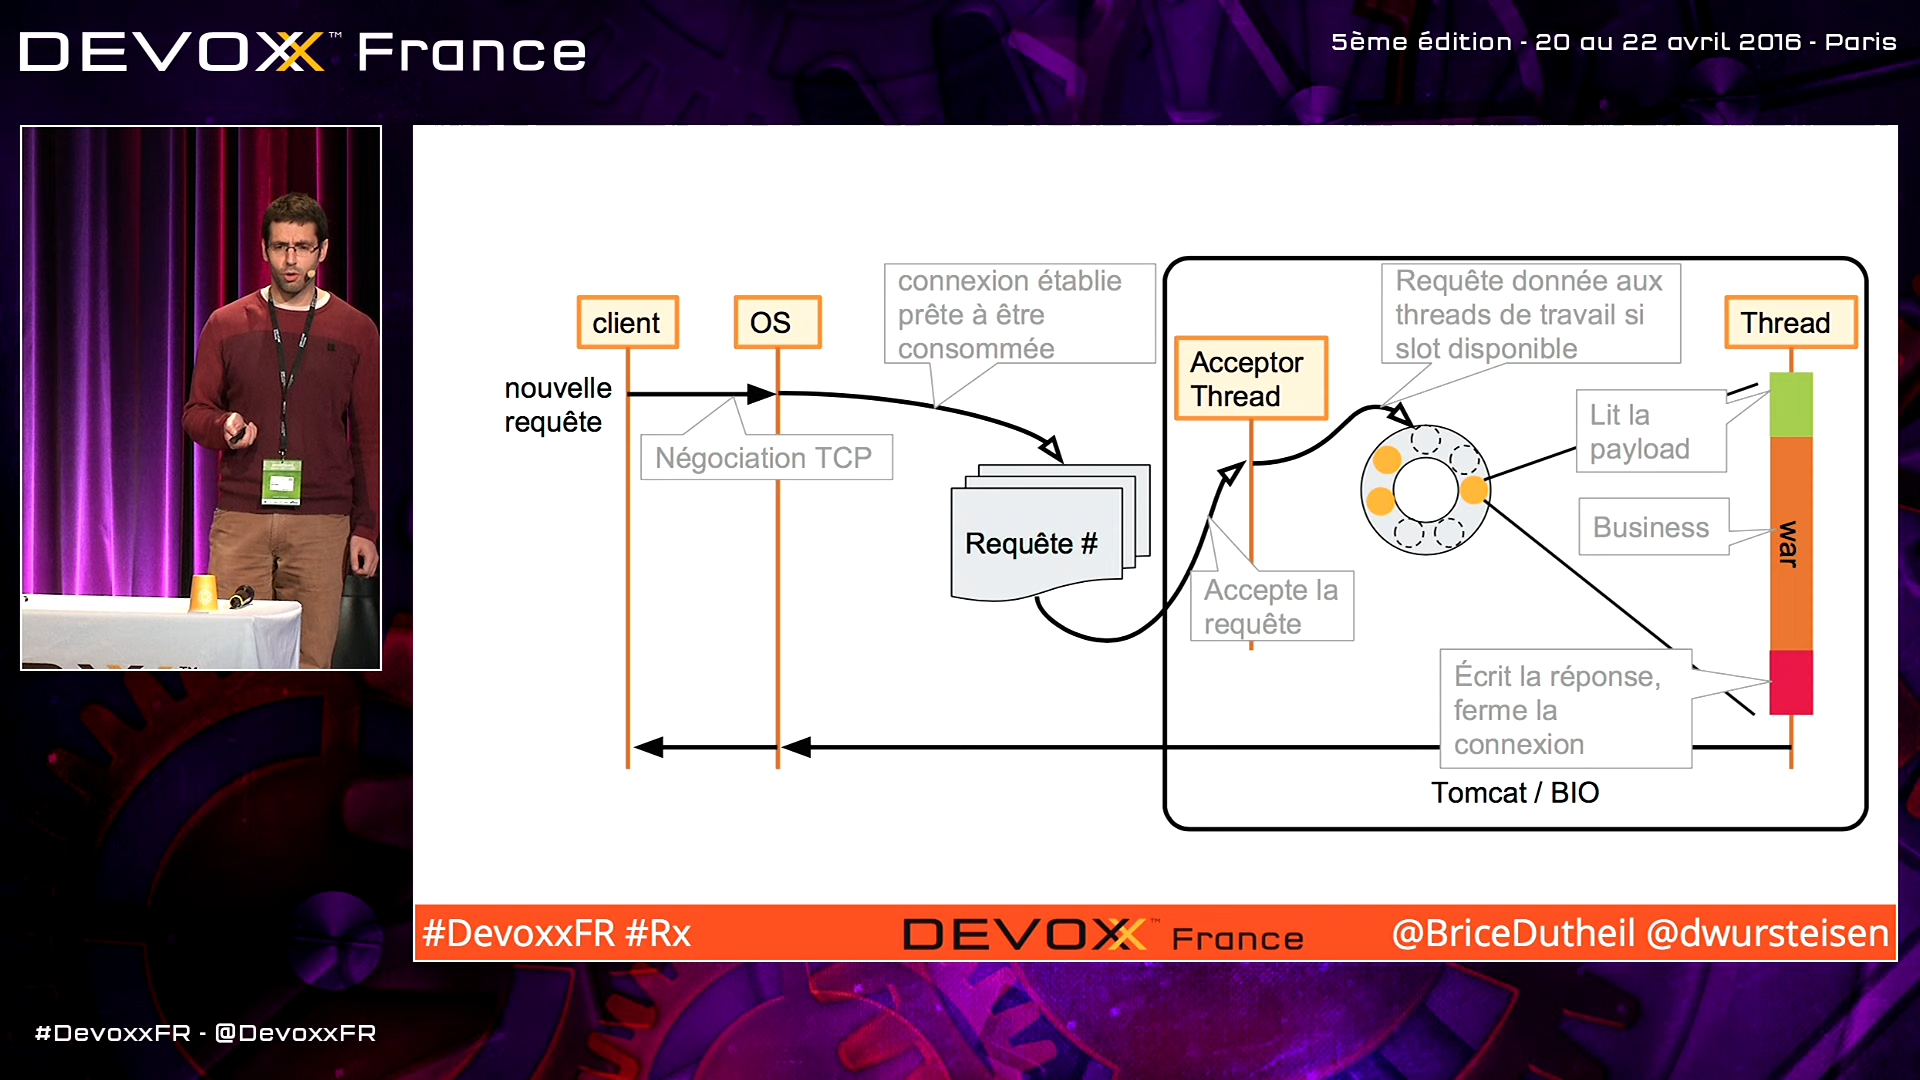 DEVOXX™ France
5ème édition - 20 au 22 avril 2016 - Paris
connexion établie
prête à être
consommée
Requête donnée aux
threads de travail si
slot disponible
client
OS
Thread
Acceptor
Thread
nouvelle
requête
Négociation TCP
Lit la
payload
Business
war
Requête #
Accepte la
requête
Écrit la réponse,
ferme la
connexion
Tomcat / BIO
#DevoxxFR #Rx
DEVOXX™ France
@BriceDutheil @dwursteisen
#DevoxxFR - @DevoxxFR